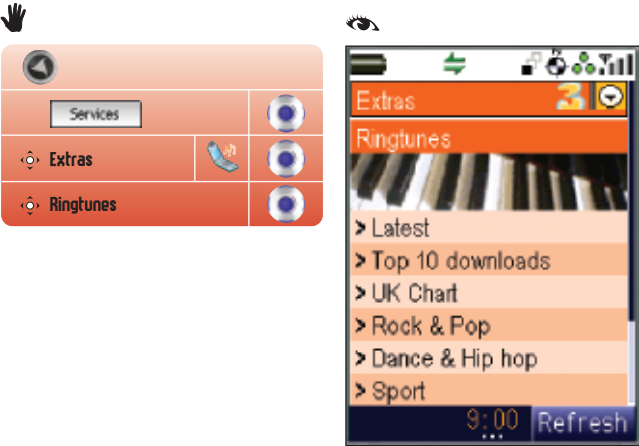 Services
Extras
Ringtunes
Extras 3
Ringtunes
> Latest
> Top 10 downloads
> UK Chart
> Rock & Pop
> Dance & Hip hop
> Sport
9:00 Refresh